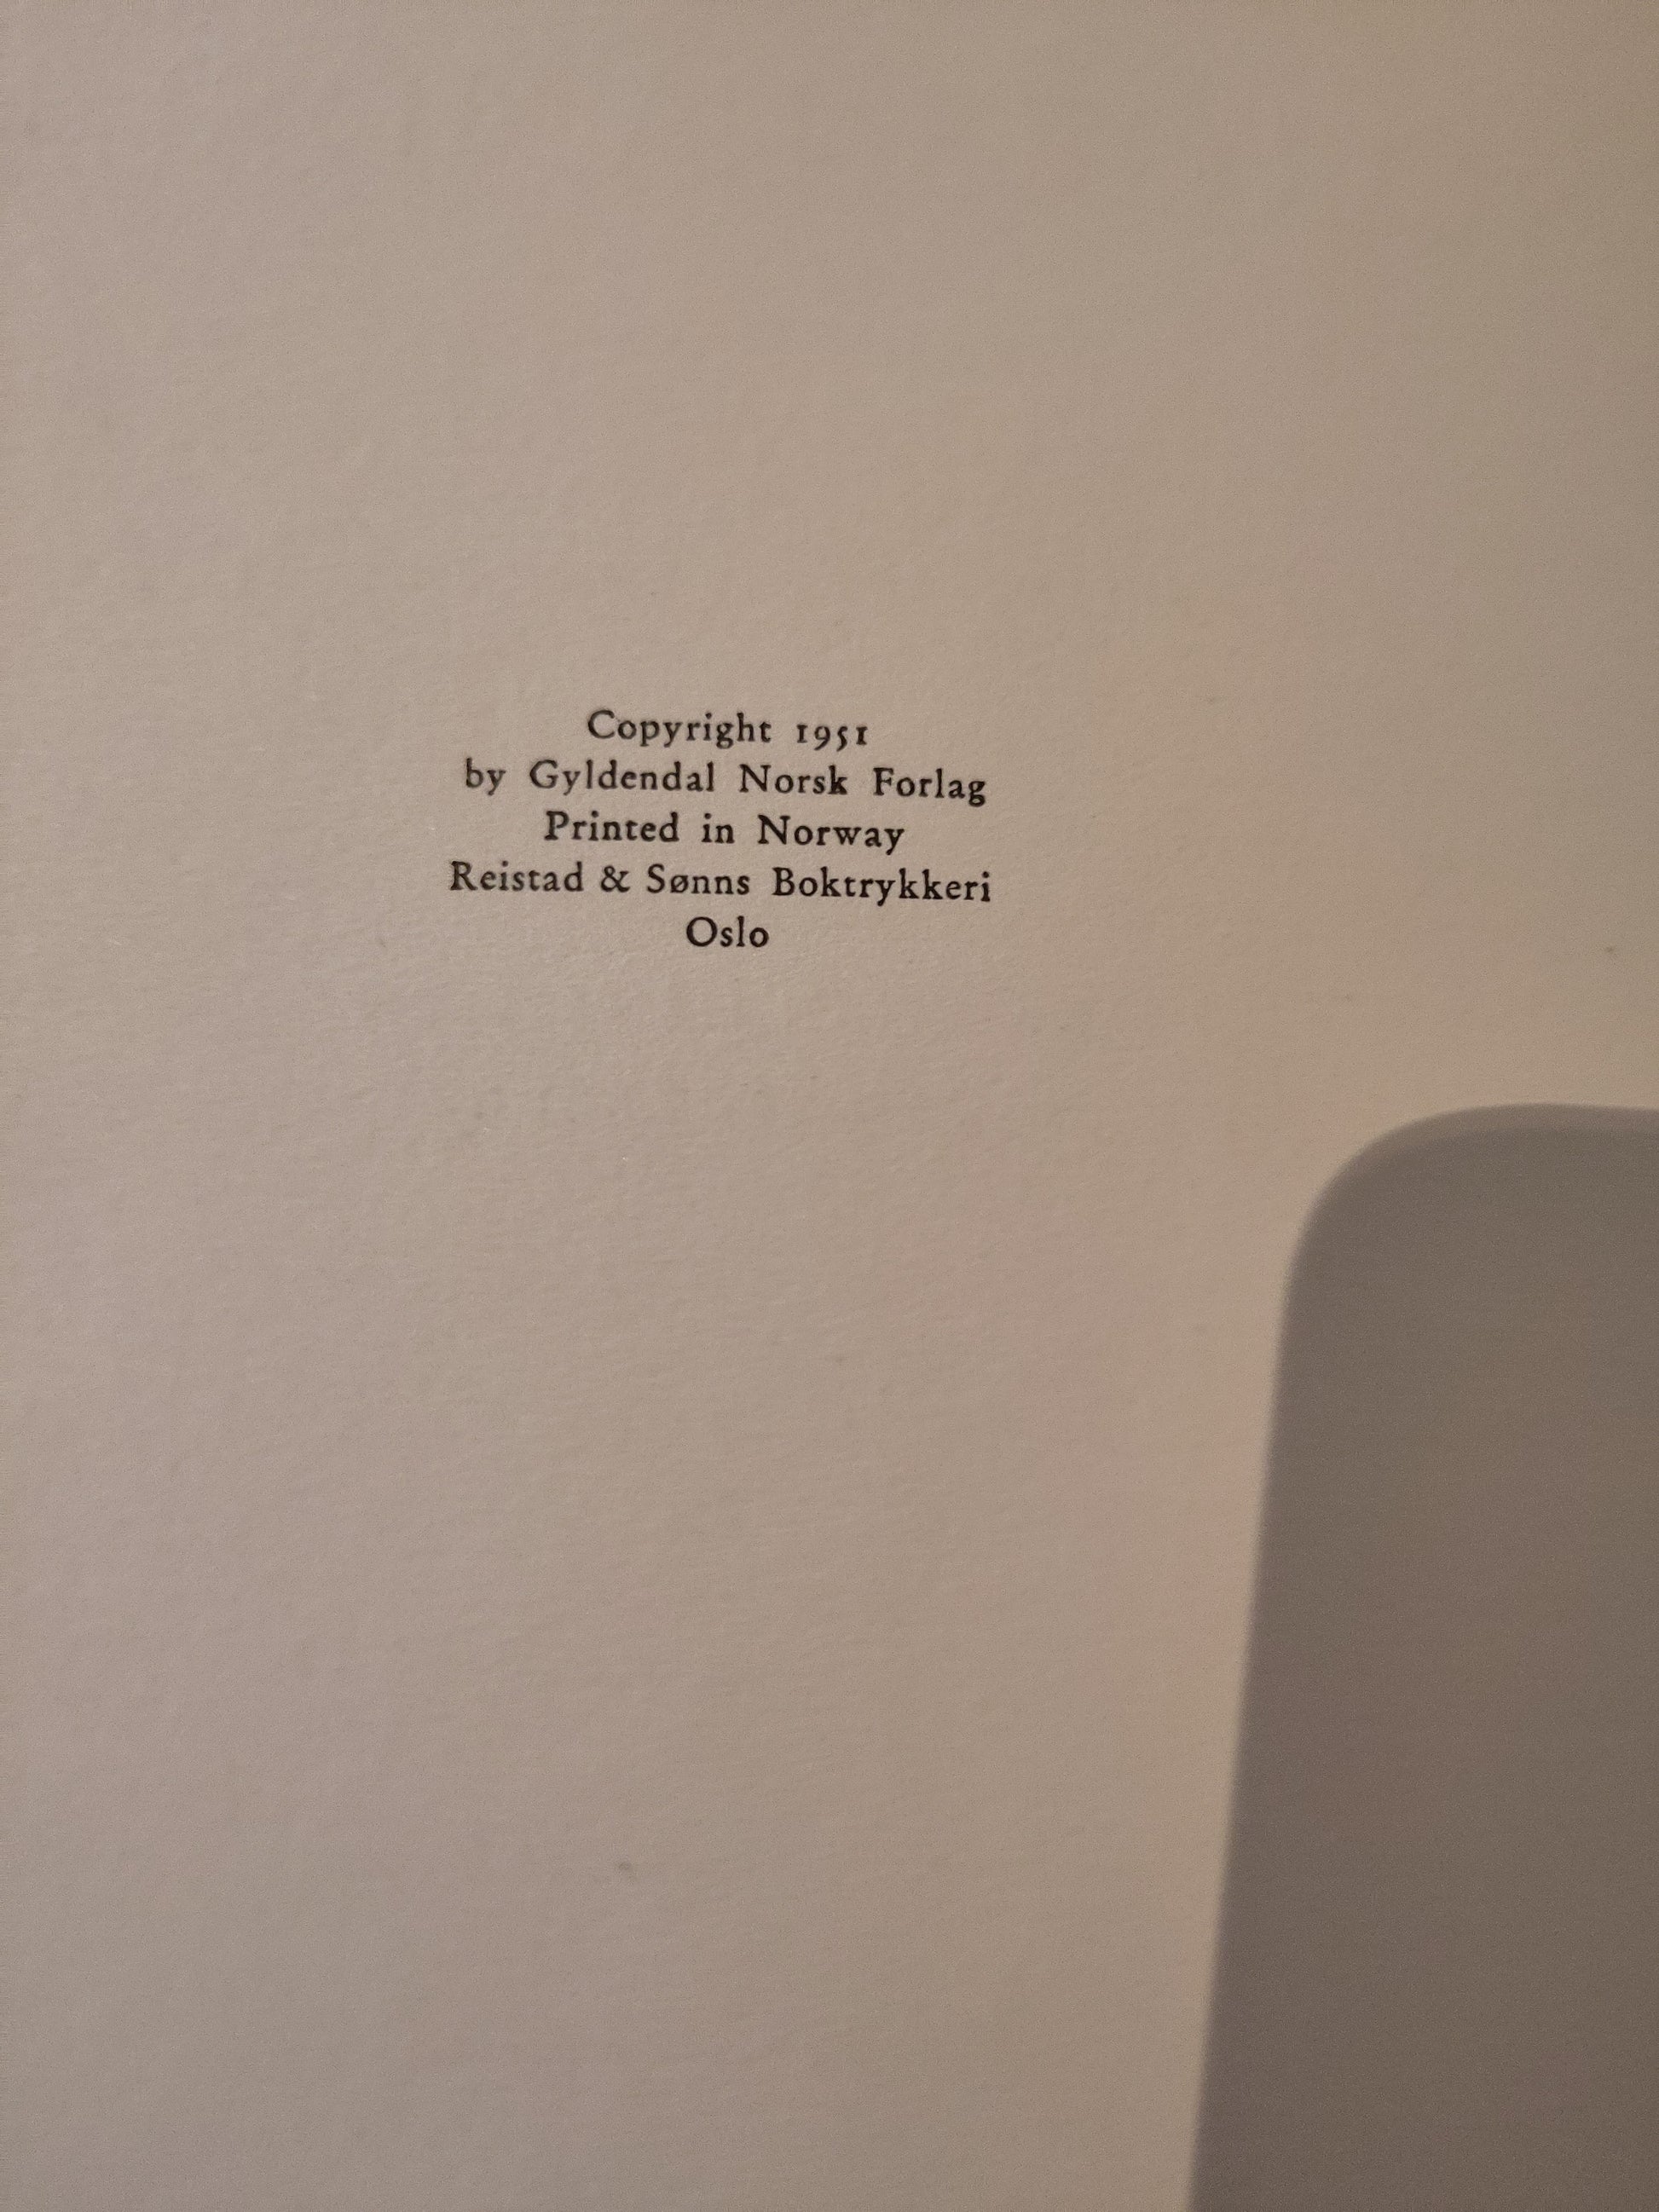 Copyright 1951
by Gyldendal Norsk Forlag
Printed in Norway
Reistad & Sønns Boktrykkeri
Oslo